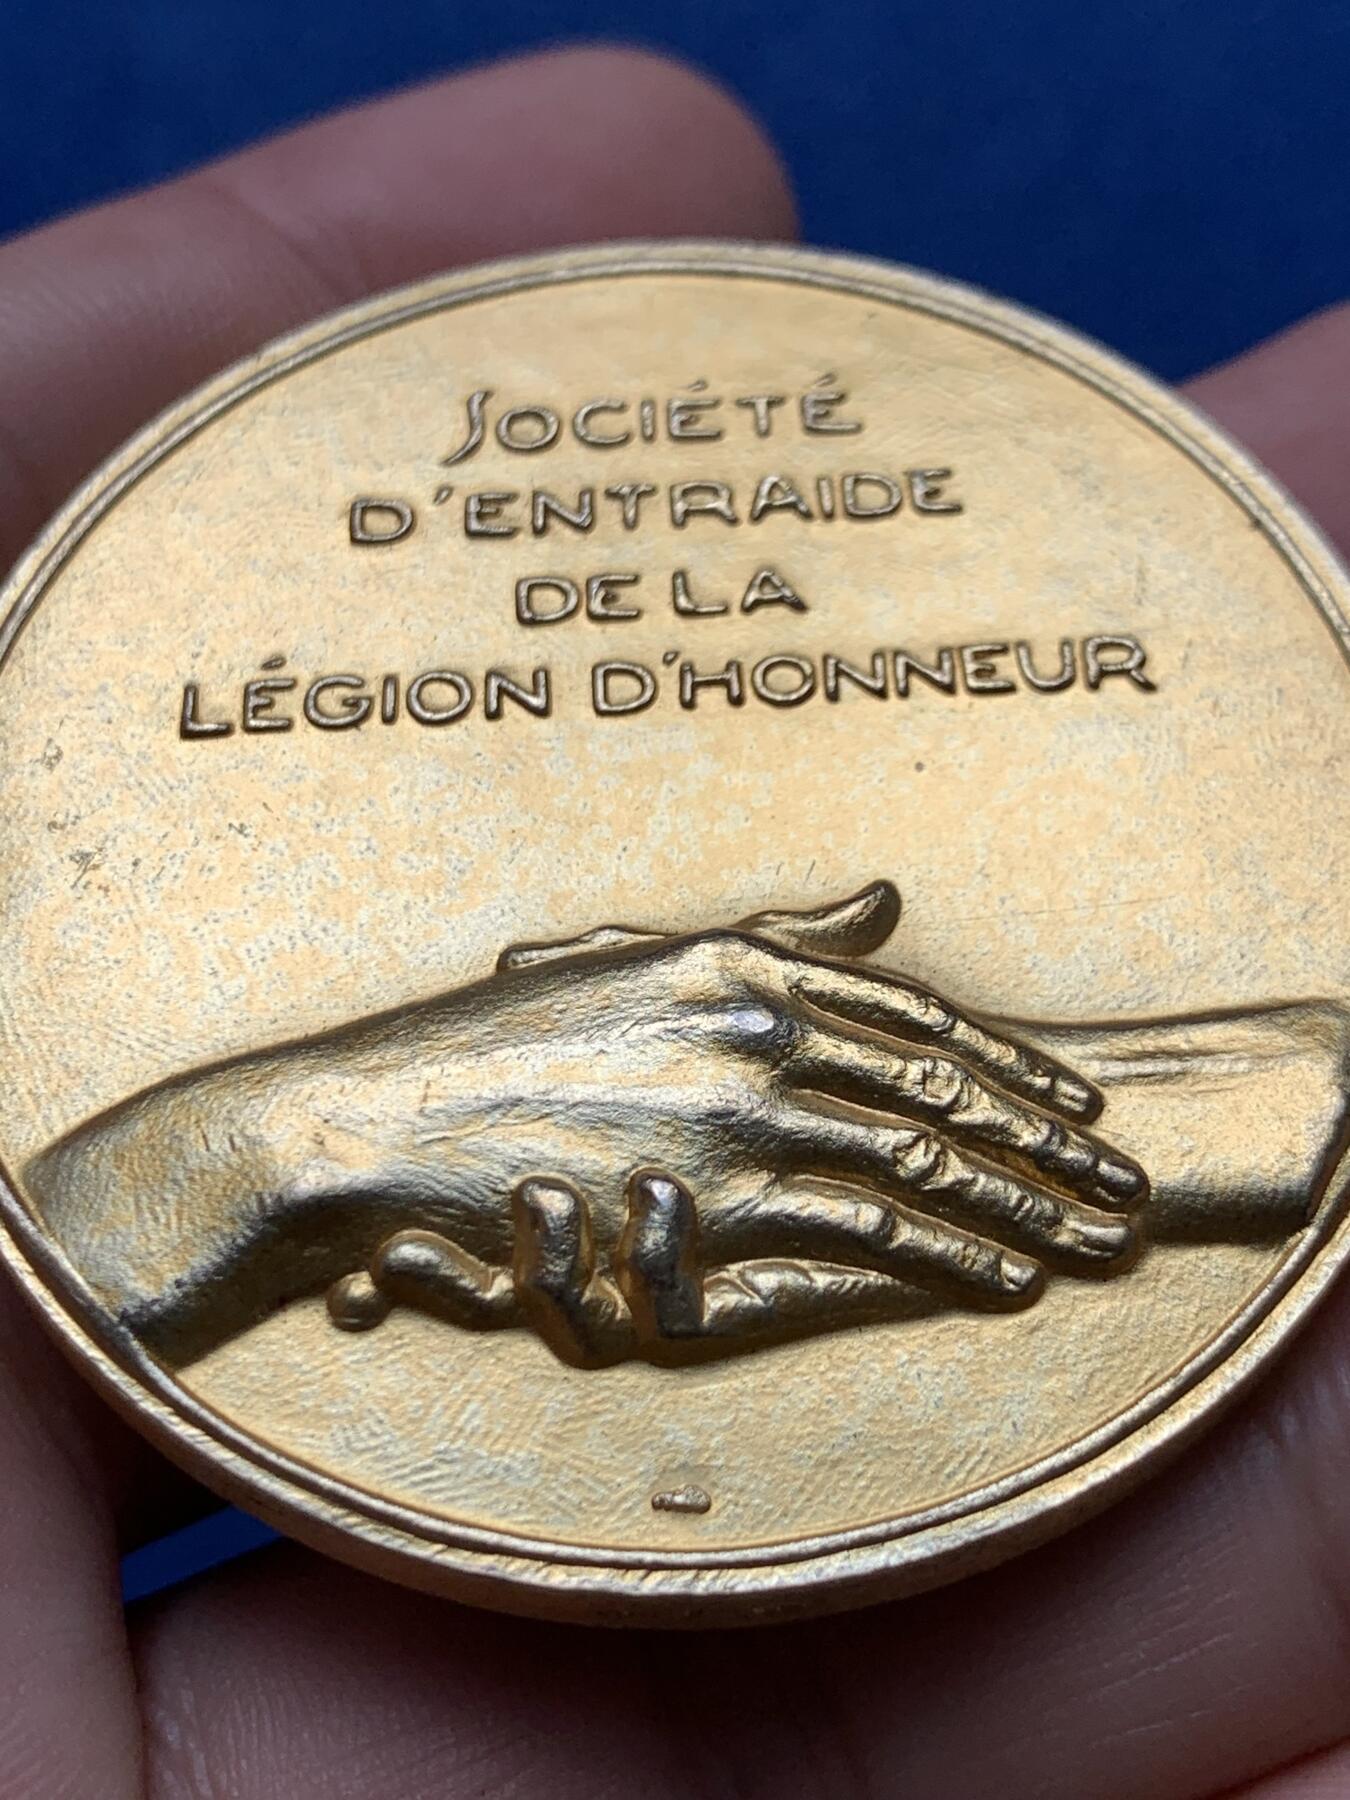 SOCIÉTÉ
D'ENTRAIDE
DE LA
LÉGION D'HONNEUR